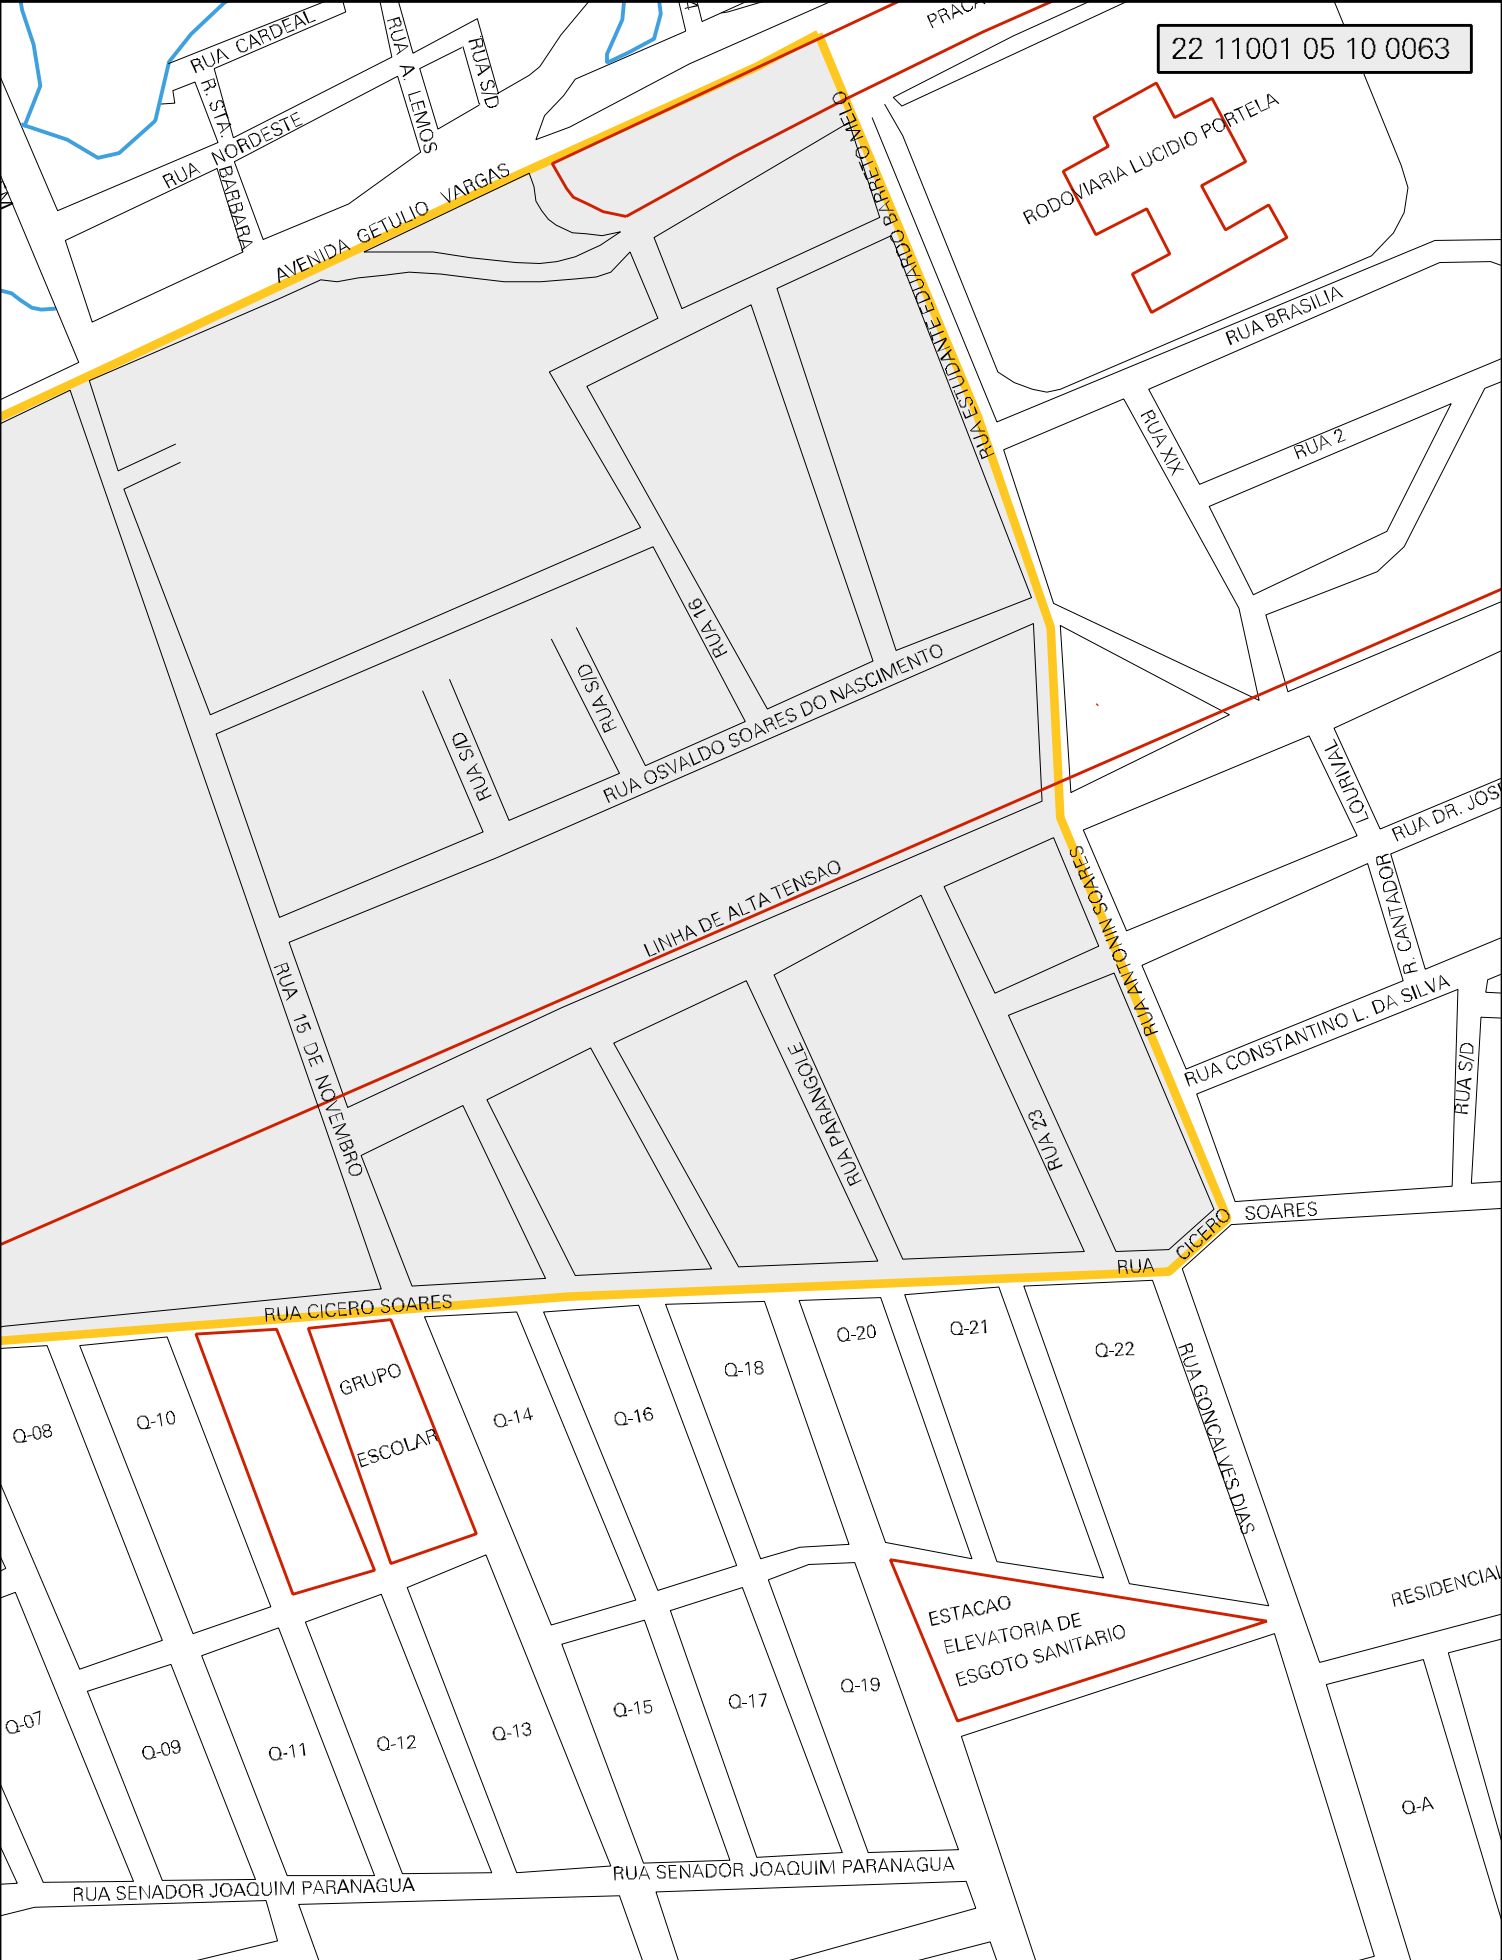 PRACA
22 11001 05 10 0063
RUA CARDEAL
RUA A. LEMOS
RUA S/D
R. STA. BARBARA
RUA NORDESTE
AVENIDA GETULIO VARGAS
RODOVIARIA LUCIDIO PORTELA
RUA ESTUDANTE EDUARDO BARRETO MELO
RUA BRASILIA
RUA XIX
RUA 2
RUA 16
RUA S/D
RUA S/D
RUA OSVALDO SOARES DO NASCIMENTO
LOURIVAL
RUA DR. JOSE
R. CANTADOR
LINHA DE ALTA TENSAO
RUA ANTONIN SOARES
RUA CONSTANTINO L. DA SILVA
RUA S/D
RUA 15 DE NOVEMBRO
RUA PARANGOLE
RUA 23
RUA CICERO SOARES
RUA CICERO SOARES
GRUPO
ESCOLAR
Q-08
Q-10
Q-14
Q-16
Q-18
Q-20
Q-21
Q-22
RUA GONCALVES DIAS
RESIDENCIAL
ESTACAO
ELEVATORIA DE
ESGOTO SANITARIO
Q-07
Q-09
Q-11
Q-12
Q-13
Q-15
Q-17
Q-19
Q-A
RUA SENADOR JOAQUIM PARANAGUA
RUA SENADOR JOAQUIM PARANAGUA